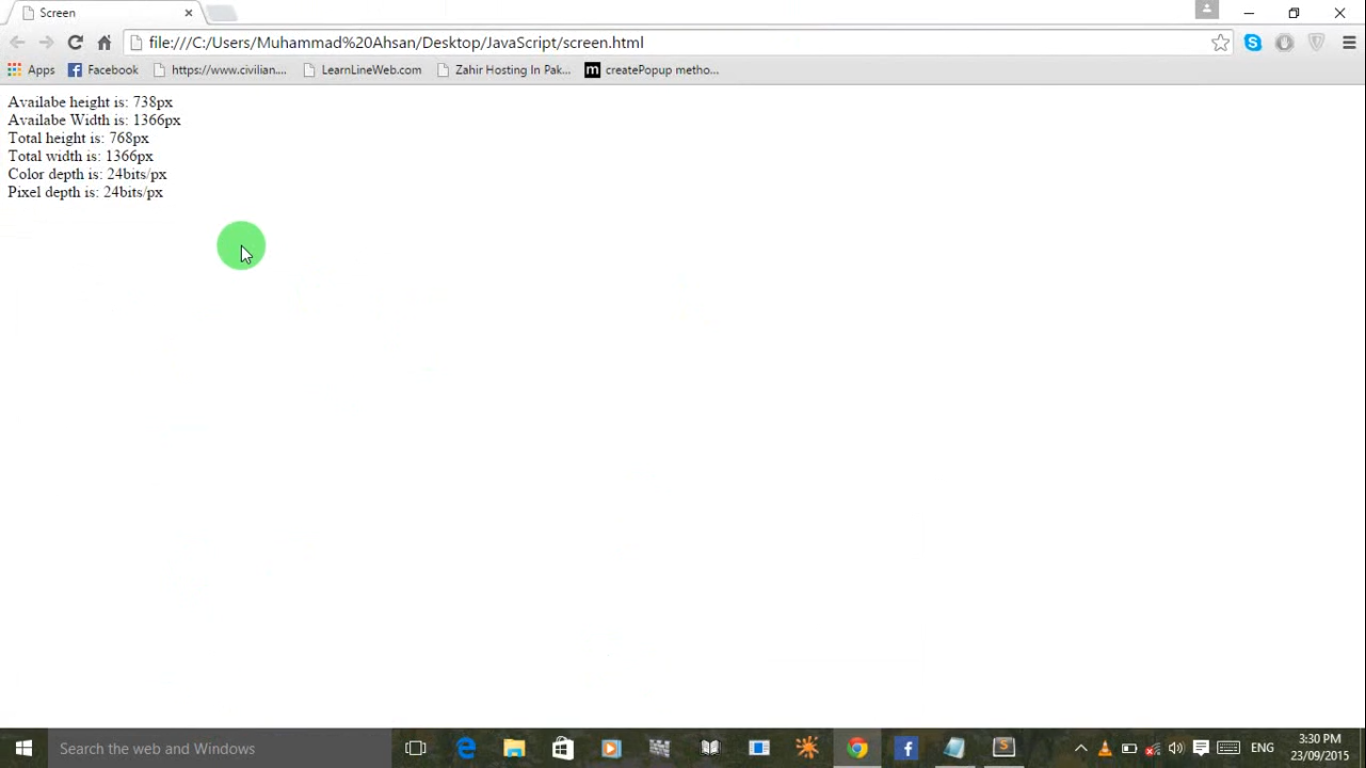 Screen
file:///C:/Users/Muhammad%20Ahsan/Desktop/JavaScript/screen.html
Apps Facebook https://www.civilian.... LearnLineWeb.com Zahir Hosting In Pak... m createPopup metho...
Availabe height is: 738px
Availabe Width is: 1366px
Total height is: 768px
Total width is: 1366px
Color depth is: 24bits/px
Pixel depth is: 24bits/px
Search the web and Windows
ENG
3:30 PM
23/09/2015